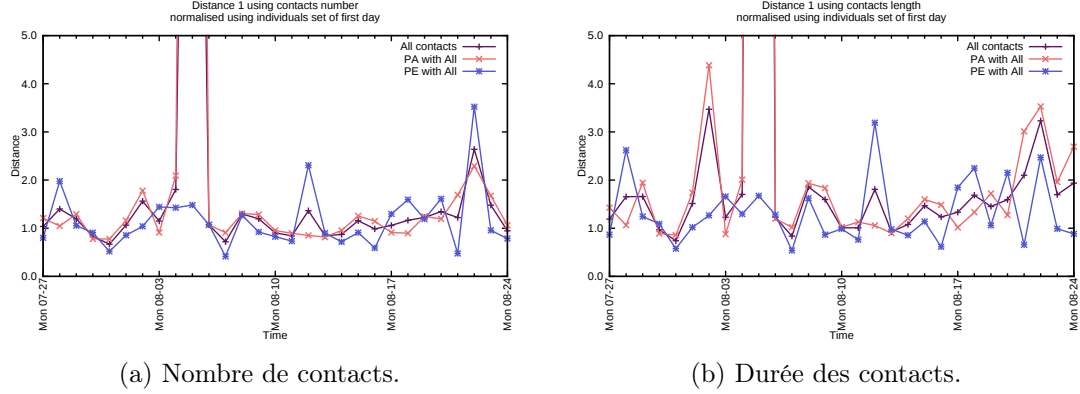 Distance 1 using contacts number
normalised using individuals set of first day
5.0
4.0
3.0
2.0
1.0
0.0
Distance
All contacts
PA with All
PE with All
Mon 07-27
Mon 08-03
Mon 08-10
Mon 08-17
Mon 08-24
Time
(a) Nombre de contacts.
Distance 1 using contacts length
normalised using individuals set of first day
5.0
4.0
3.0
2.0
1.0
0.0
Distance
All contacts
PA with All
PE with All
Mon 07-27
Mon 08-03
Mon 08-10
Mon 08-17
Mon 08-24
Time
(b) Durée des contacts.